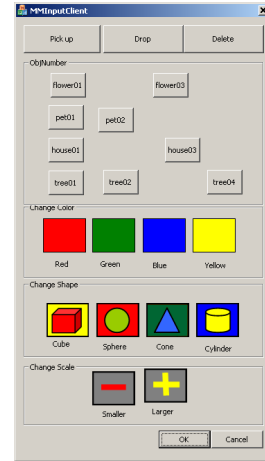 MMInputClient
Pick up Drop Delete
ObjNumber
flower01 flower03
pet01 pet02
house01 house03
tree01 tree02 tree04
Change Color
Red Green Blue Yellow
Change Shape
Cube Sphere Cone Cylinder
Change Scale
Smaller Larger
OK Cancel